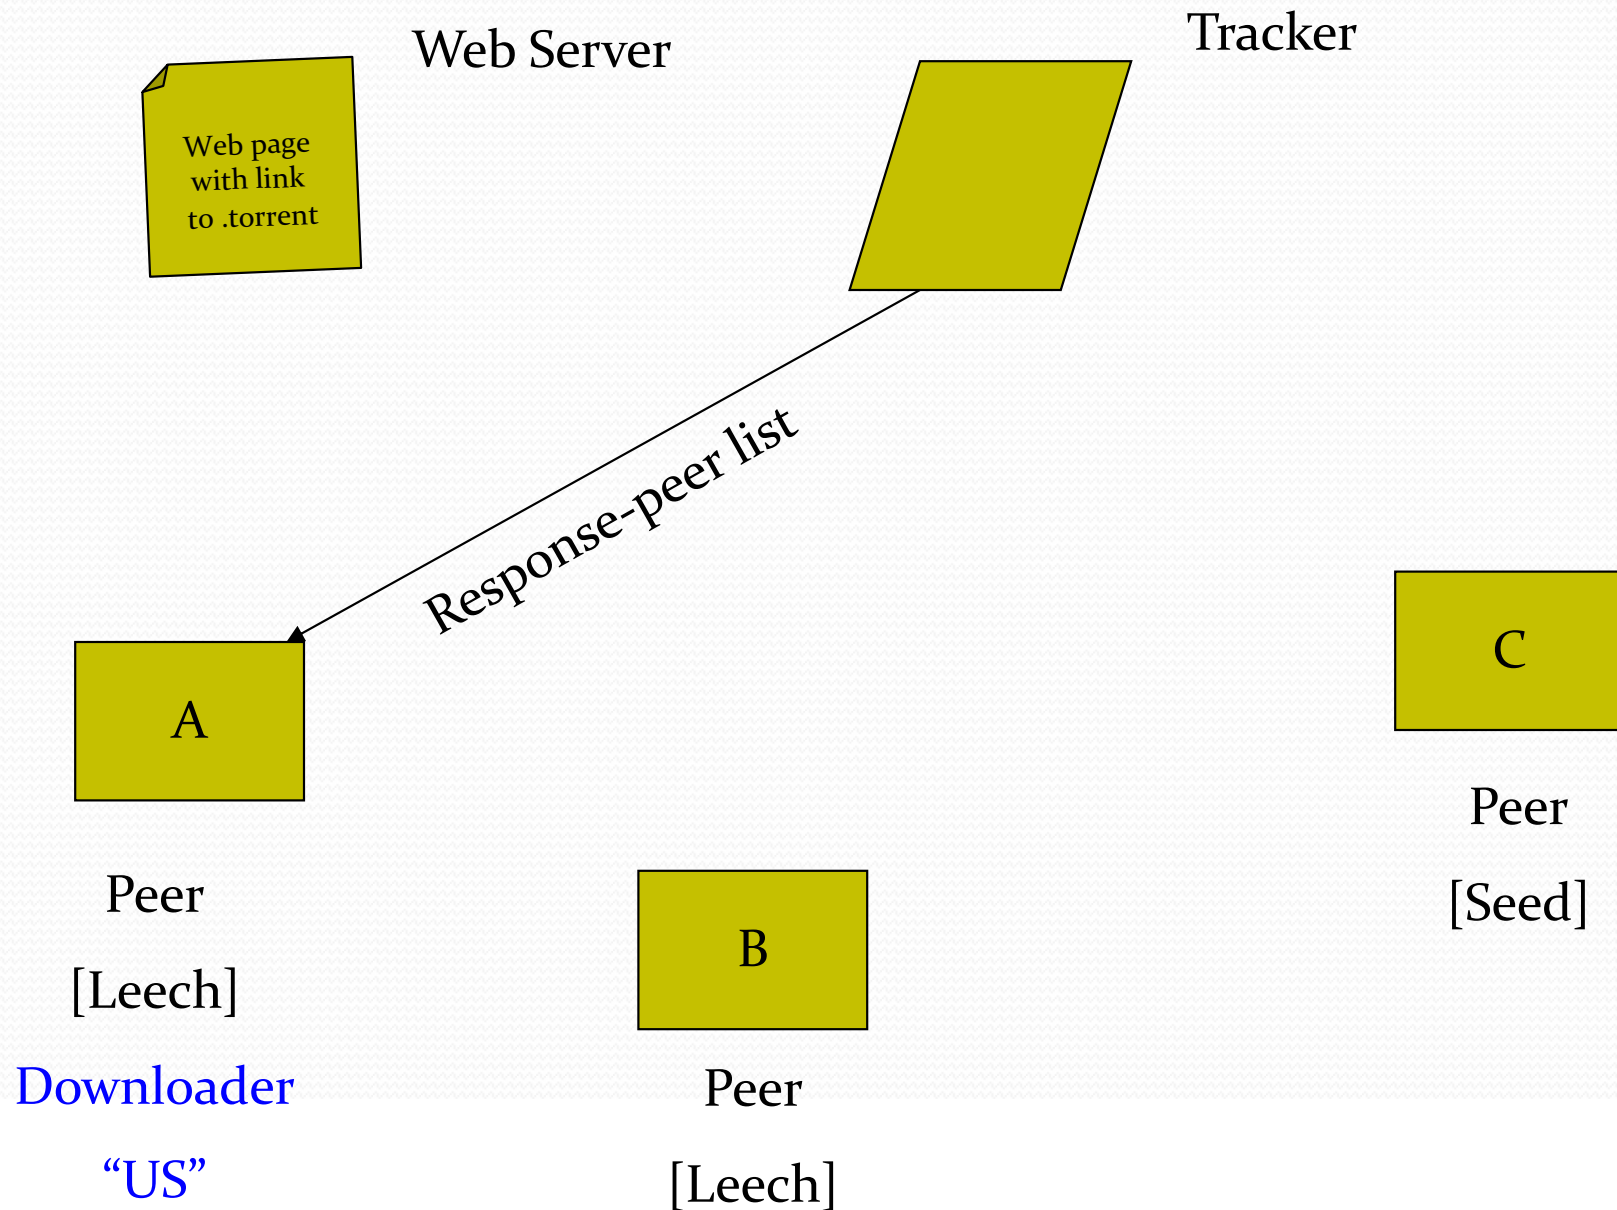 Web Server
Tracker
Web page
with link
to .torrent
Response-peer list
A
C
Peer
[Seed]
Peer
[Leech]
Downloader
“US”
B
Peer
[Leech]